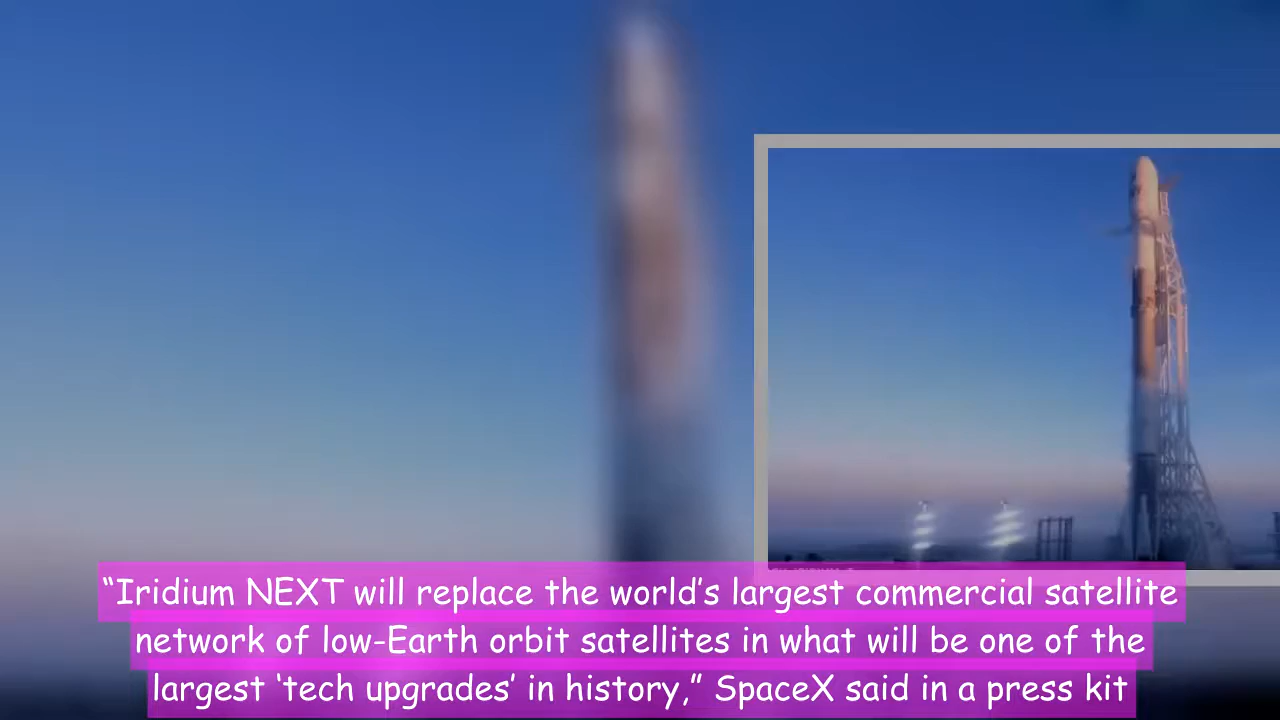 “Iridium NEXT will replace the world’s largest commercial satellite
network of low-Earth orbit satellites in what will be one of the
largest ‘tech upgrades’ in history,” SpaceX said in a press kit